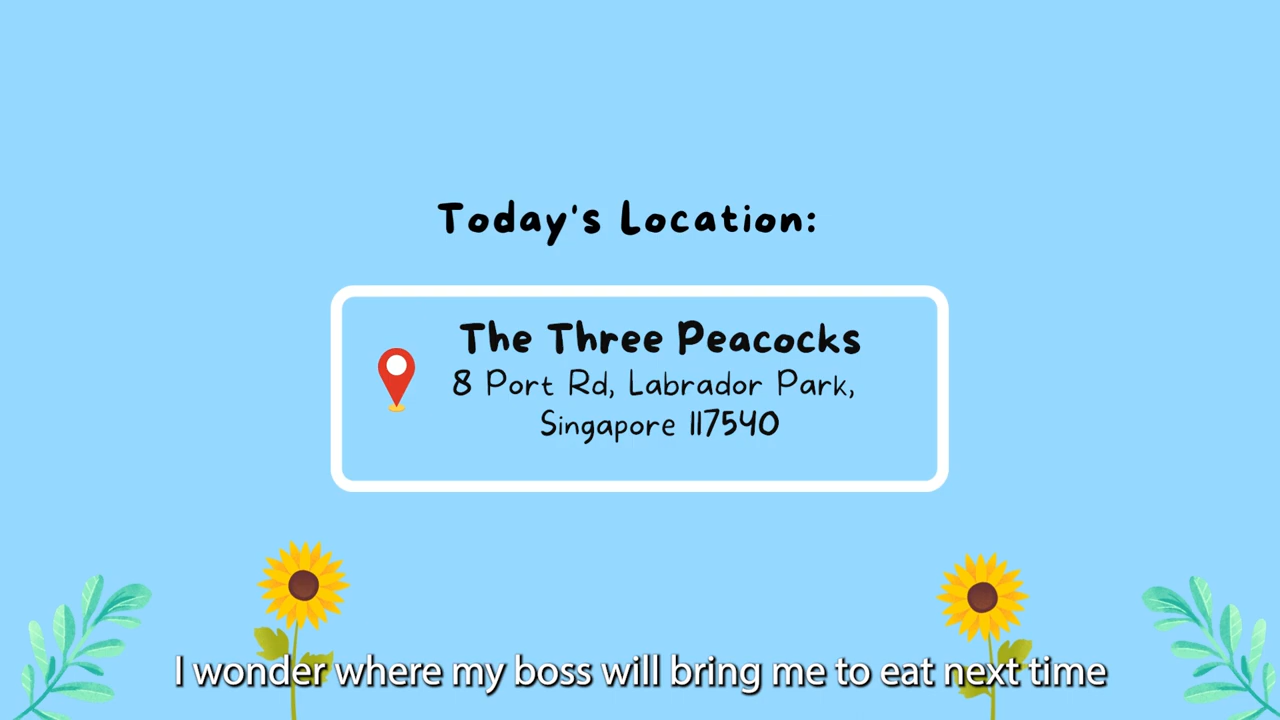 Today's Location:
The Three Peacocks
8 Port Rd, Labrador Park,
Singapore 117540
I wonder where my boss will bring me to eat next time